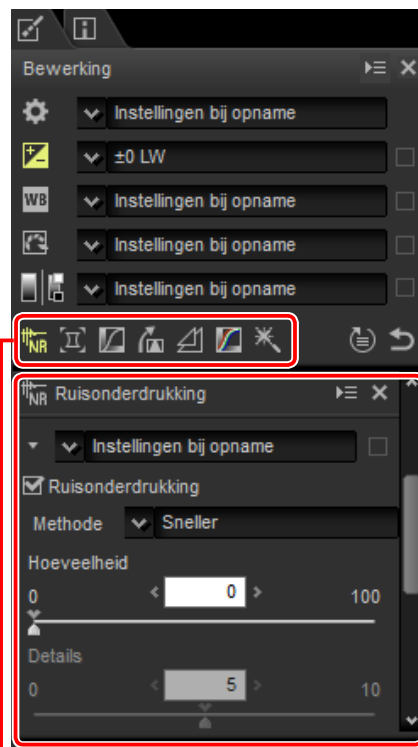 Bewerking
Instellingen bij opname
±0 LW
WB Instellingen bij opname
Instellingen bij opname
Instellingen bij opname
NR
NR Ruisonderdrukking
Instellingen bij opname
Ruisonderdrukking
Methode Sneller
Hoeveelheid
0 0 100
Details
0 5 10